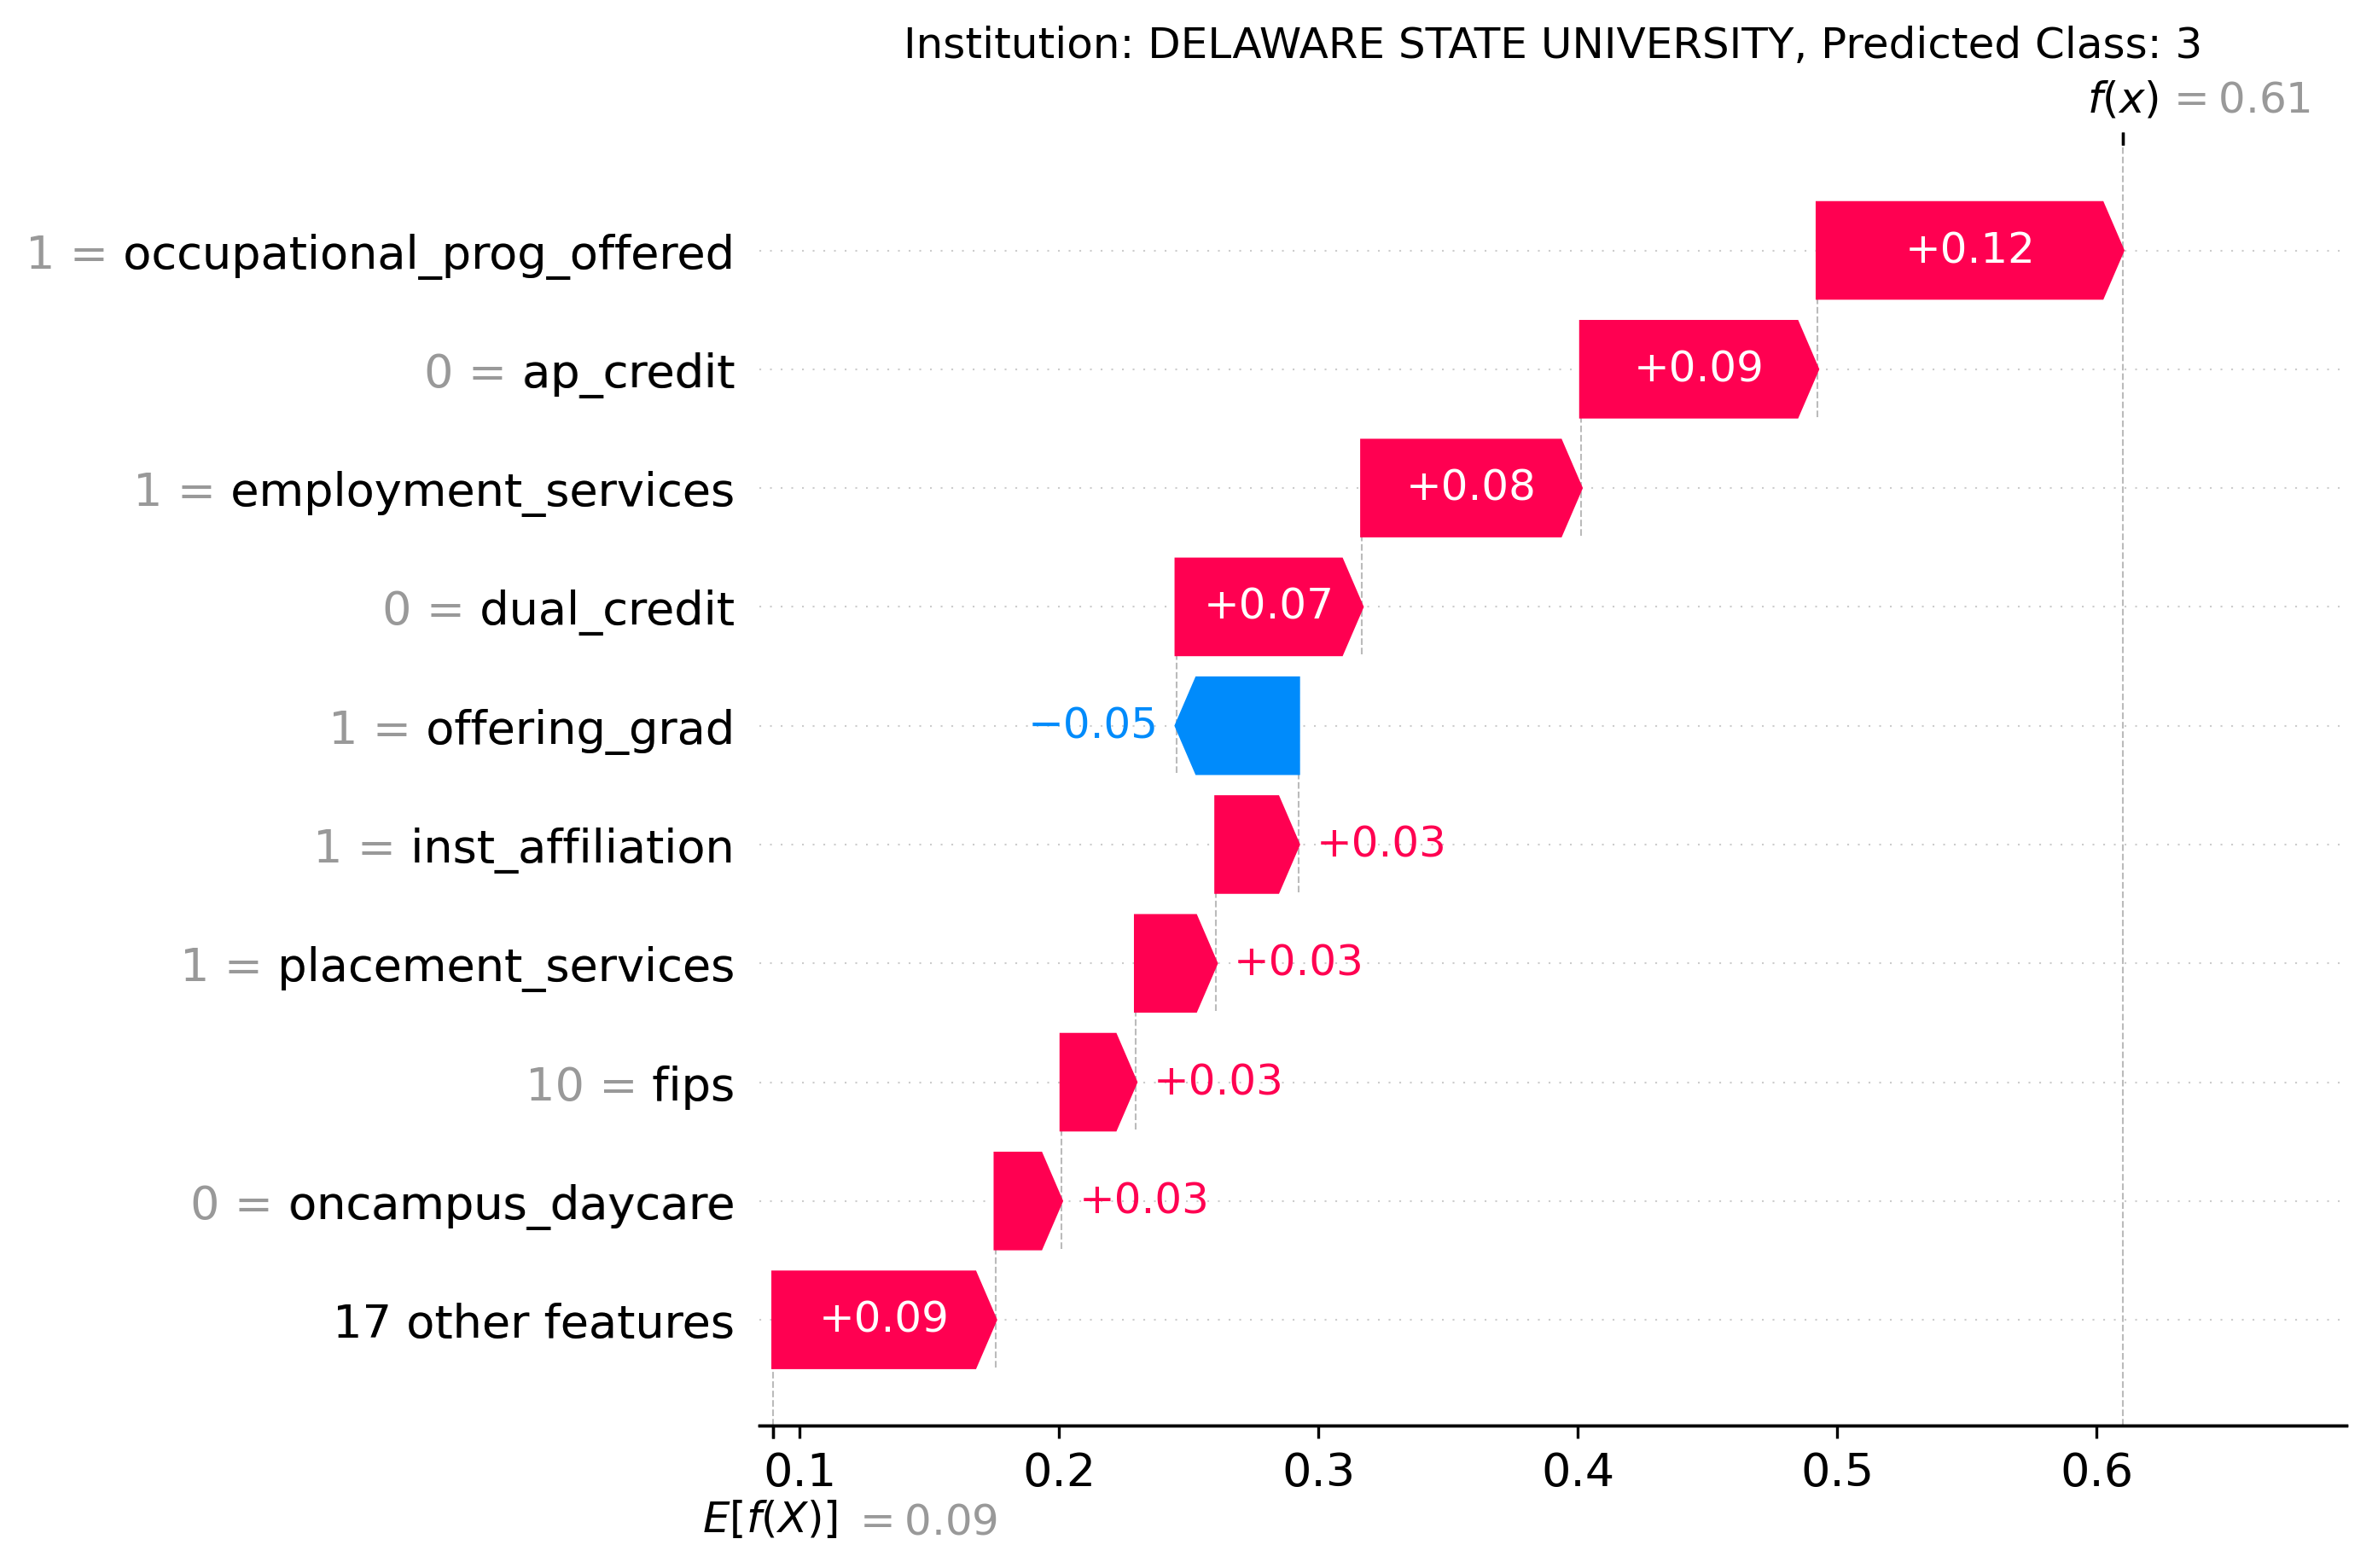 Institution: DELAWARE STATE UNIVERSITY, Predicted Class: 3
f(x) = 0.61
1 = occupational_prog_offered +0.12
0 = ap_credit +0.09
1 = employment_services +0.08
0 = dual_credit +0.07
1 = offering_grad −0.05
1 = inst_affiliation +0.03
1 = placement_services +0.03
10 = fips +0.03
0 = oncampus_daycare +0.03
17 other features +0.09
0.1 0.2 0.3 0.4 0.5 0.6
E[f(X)] = 0.09